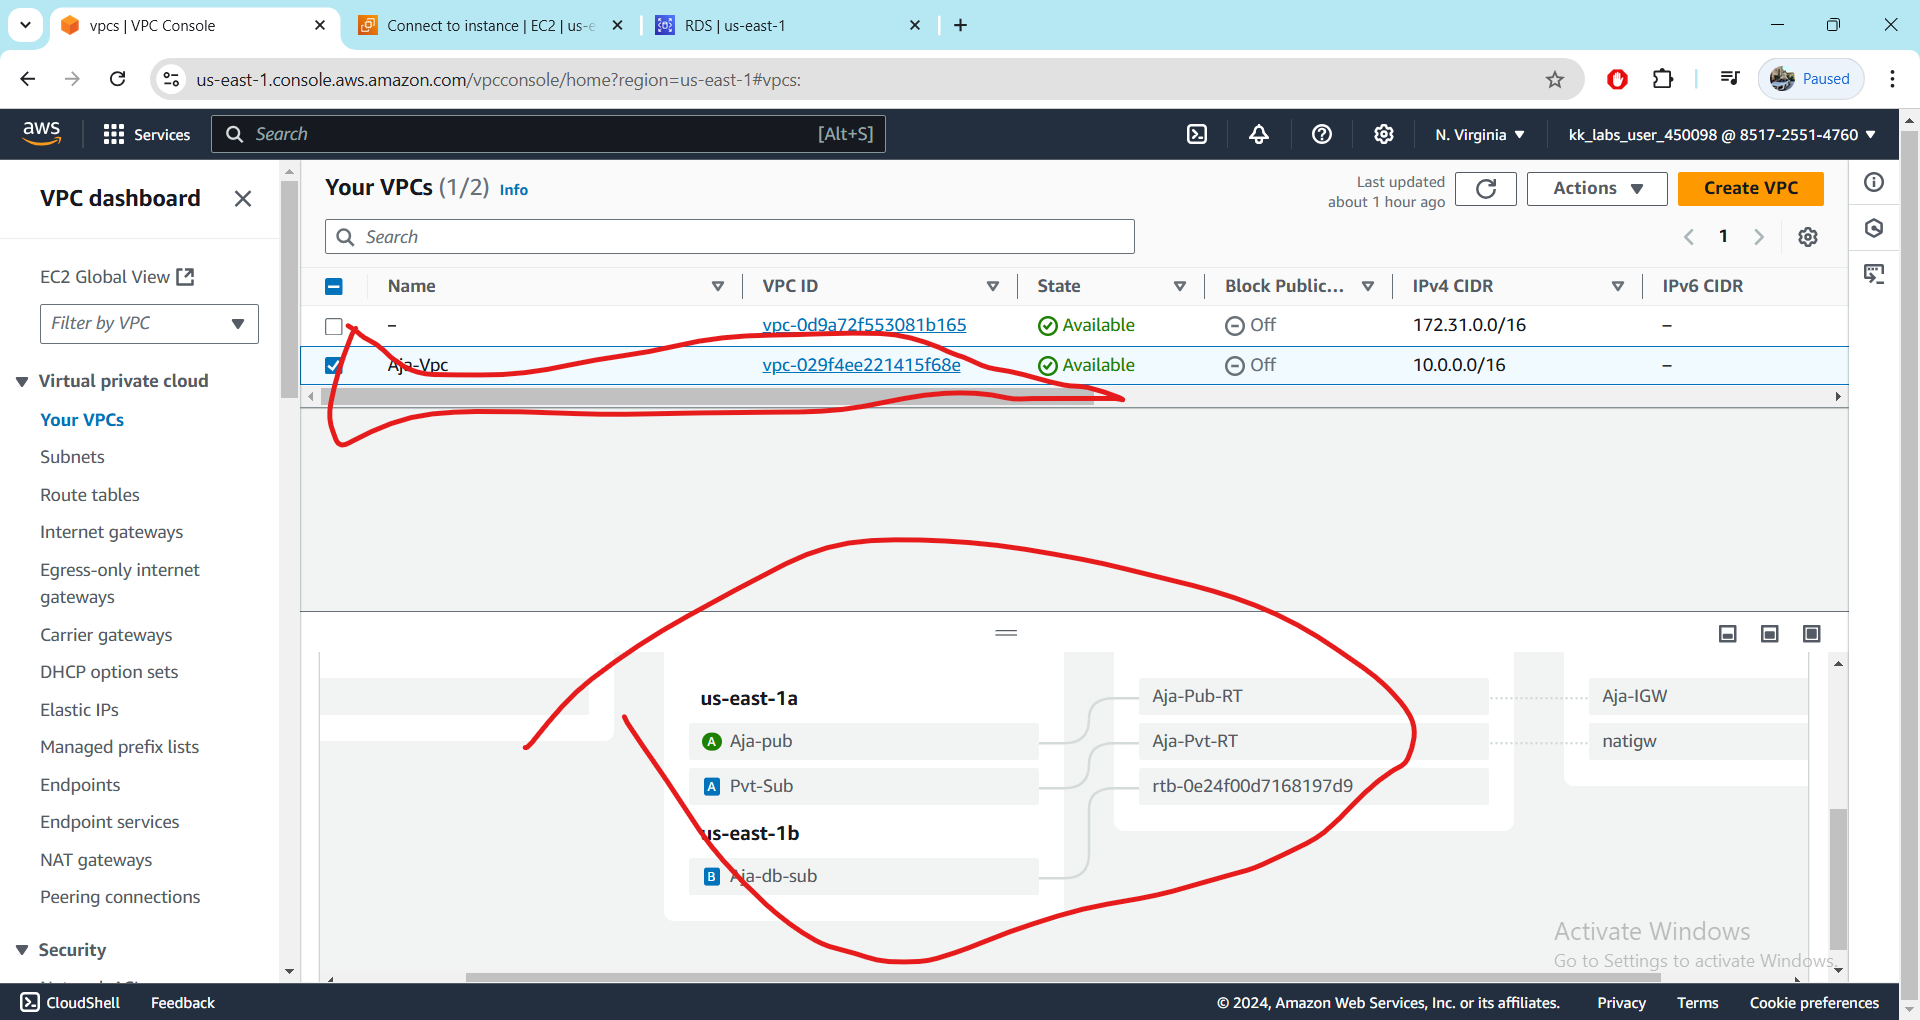 vpcs | VPC Console
Connect to instance | EC2 | us-e
RDS | us-east-1
us-east-1.console.aws.amazon.com/vpcconsole/home?region=us-east-1#vpcs:
Paused
aws
Services
Search
[Alt+S]
N. Virginia
kk_labs_user_450098 @ 8517-2551-4760
VPC dashboard
EC2 Global View
Filter by VPC
Virtual private cloud
Your VPCs
Subnets
Route tables
Internet gateways
Egress-only internet
gateways
Carrier gateways
DHCP option sets
Elastic IPs
Managed prefix lists
Endpoints
Endpoint services
NAT gateways
Peering connections
Security
Your VPCs (1/2) Info
Last updated
about 1 hour ago
Actions
Create VPC
Search
1
Name VPC ID State Block Public... IPv4 CIDR IPv6 CIDR
– vpc-0d9a72f553081b165 Available Off 172.31.0.0/16 –
Aja-Vpc vpc-029f4ee221415f68e Available Off 10.0.0.0/16 –
us-east-1a
A Aja-pub
A Pvt-Sub
us-east-1b
B Aja-db-sub
Aja-Pub-RT
Aja-Pvt-RT
rtb-0e24f00d7168197d9
Aja-IGW
natigw
Activate Windows
Go to Settings to activate Windows.
CloudShell
Feedback
© 2024, Amazon Web Services, Inc. or its affiliates.
Privacy
Terms
Cookie preferences